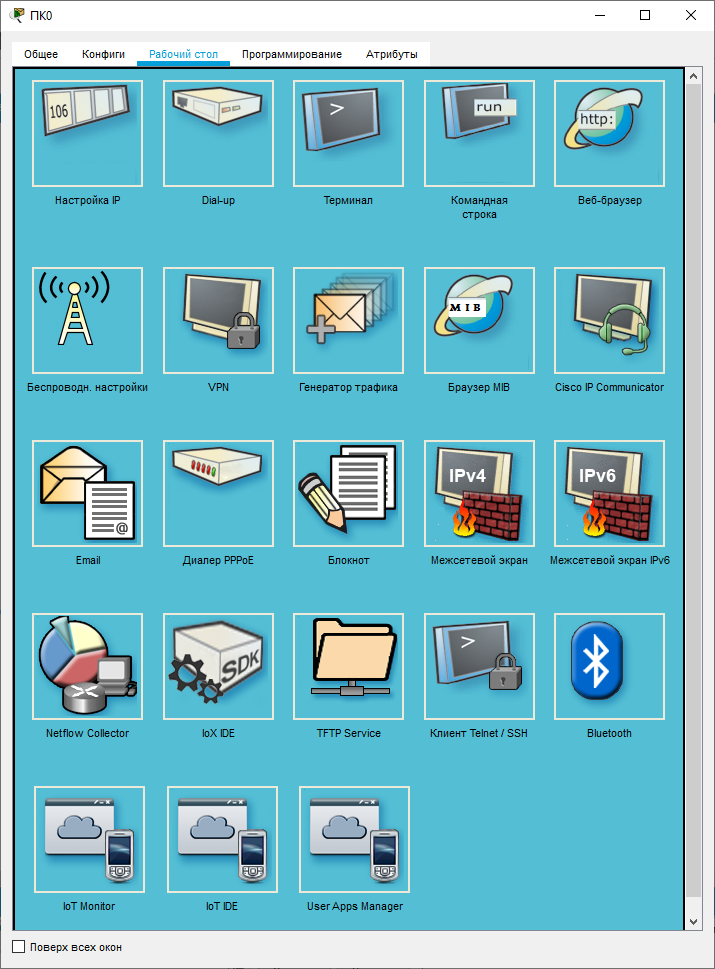 ПК0
Общее Конфиги Рабочий стол Программирование Атрибуты
106
>
run
http:
Настройка IP Dial-up Терминал Командная строка Веб-браузер
MIB
Беспроводн. настройки VPN Генератор трафика Браузер MIB Cisco IP Communicator
@
IPv4
IPv6
Email Диалер PPPoE Блокнот Межсетевой экран Межсетевой экран IPv6
SDK
>
Netflow Collector IoX IDE TFTP Service Клиент Telnet / SSH Bluetooth
IoT Monitor IoT IDE User Apps Manager
Поверх всех окон